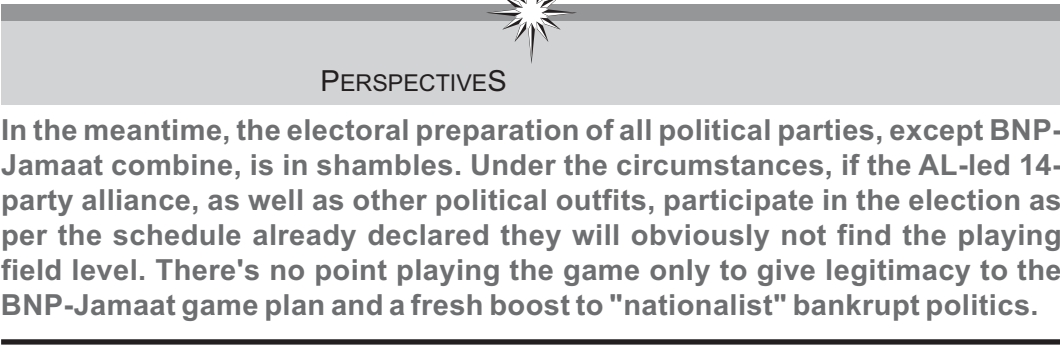 PERSPECTIVES
In the meantime, the electoral preparation of all political parties, except BNP-
Jamaat combine, is in shambles. Under the circumstances, if the AL-led 14-
party alliance, as well as other political outfits, participate in the election as
per the schedule already declared they will obviously not find the playing
field level. There's no point playing the game only to give legitimacy to the
BNP-Jamaat game plan and a fresh boost to "nationalist" bankrupt politics.